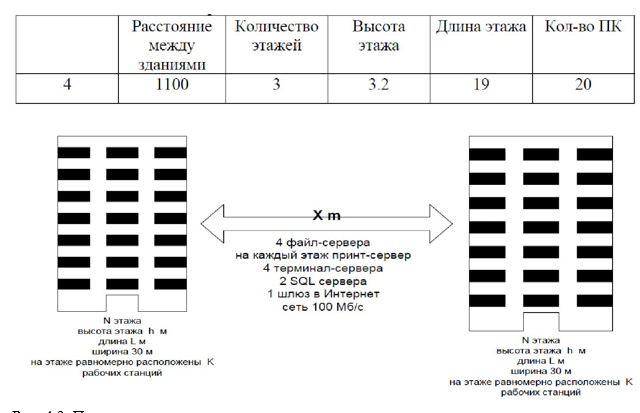 Расстояние между зданиями
Количество этажей
Высота этажа
Длина этажа
Кол-во ПК
4 1100 3 3.2 19 20
X m
4 файл-сервера
на каждый этаж принт-сервер
4 терминал-сервера
2 SQL сервера
1 шлюз в Интернет
сеть 100 Мб/с
N этажа
высота этажа h м
длина L м
ширина 30 м
на этаже равномерно расположены K
рабочих станций
N этажа
высота этажа h м
длина L м
ширина 30 м
на этаже равномерно расположены K
рабочих станций